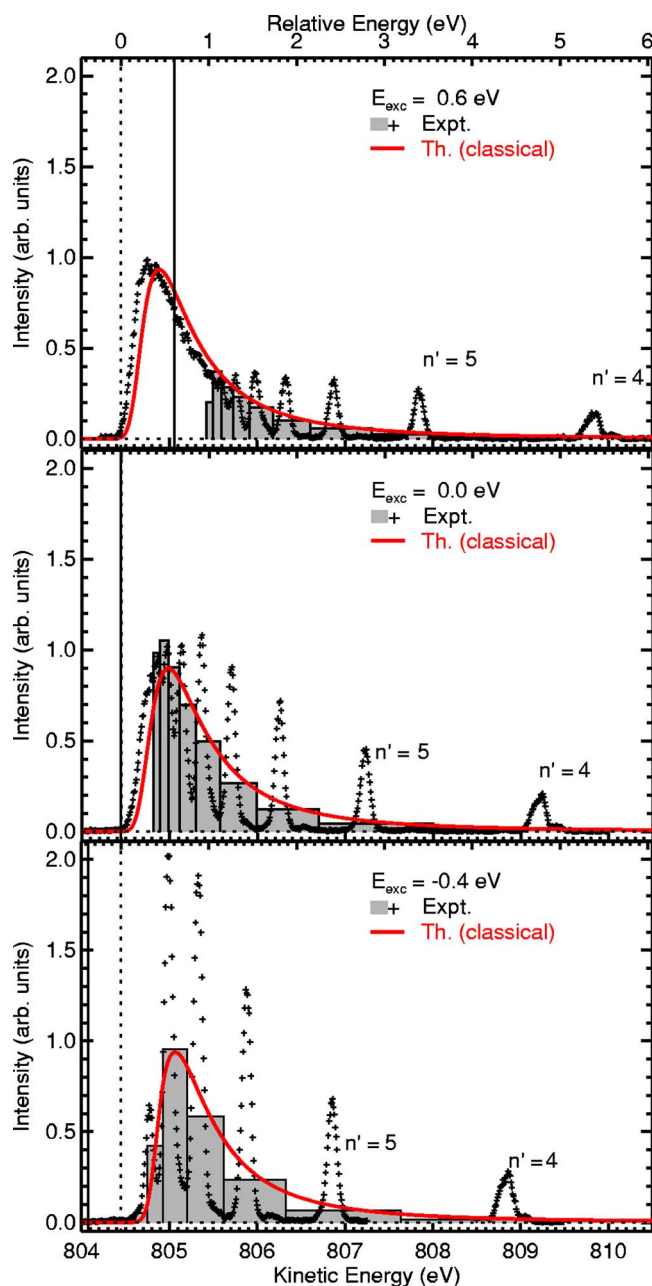 Relative Energy (eV)
0 1 2 3 4 5 6
2.0
1.5
1.0
0.5
0.0
Intensity (arb. units)
E exc = 0.6 eV
+ Expt.
Th. (classical)
n' = 5
n' = 4
2.0
1.5
1.0
0.5
0.0
Intensity (arb. units)
E exc = 0.0 eV
+ Expt.
Th. (classical)
n' = 5
n' = 4
2.0
1.5
1.0
0.5
0.0
Intensity (arb. units)
E exc = -0.4 eV
+ Expt.
Th. (classical)
n' = 5
n' = 4
804 805 806 807 808 809 810
Kinetic Energy (eV)